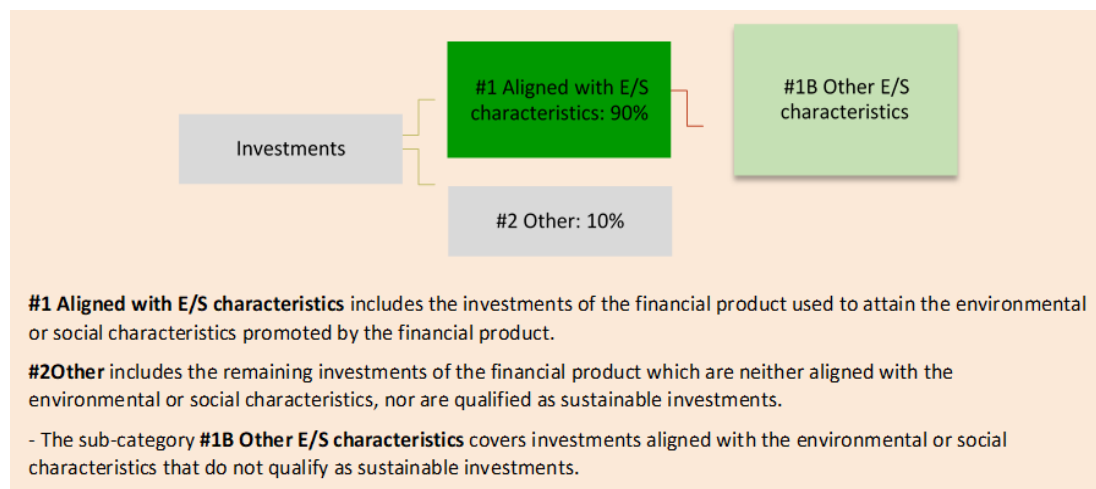 #1 Aligned with E/S
characteristics: 90%
#1B Other E/S
characteristics
Investments
#2 Other: 10%
#1 Aligned with E/S characteristics includes the investments of the financial product used to attain the environmental
or social characteristics promoted by the financial product.
#2Other includes the remaining investments of the financial product which are neither aligned with the
environmental or social characteristics, nor are qualified as sustainable investments.
- The sub-category #1B Other E/S characteristics covers investments aligned with the environmental or social
characteristics that do not qualify as sustainable investments.